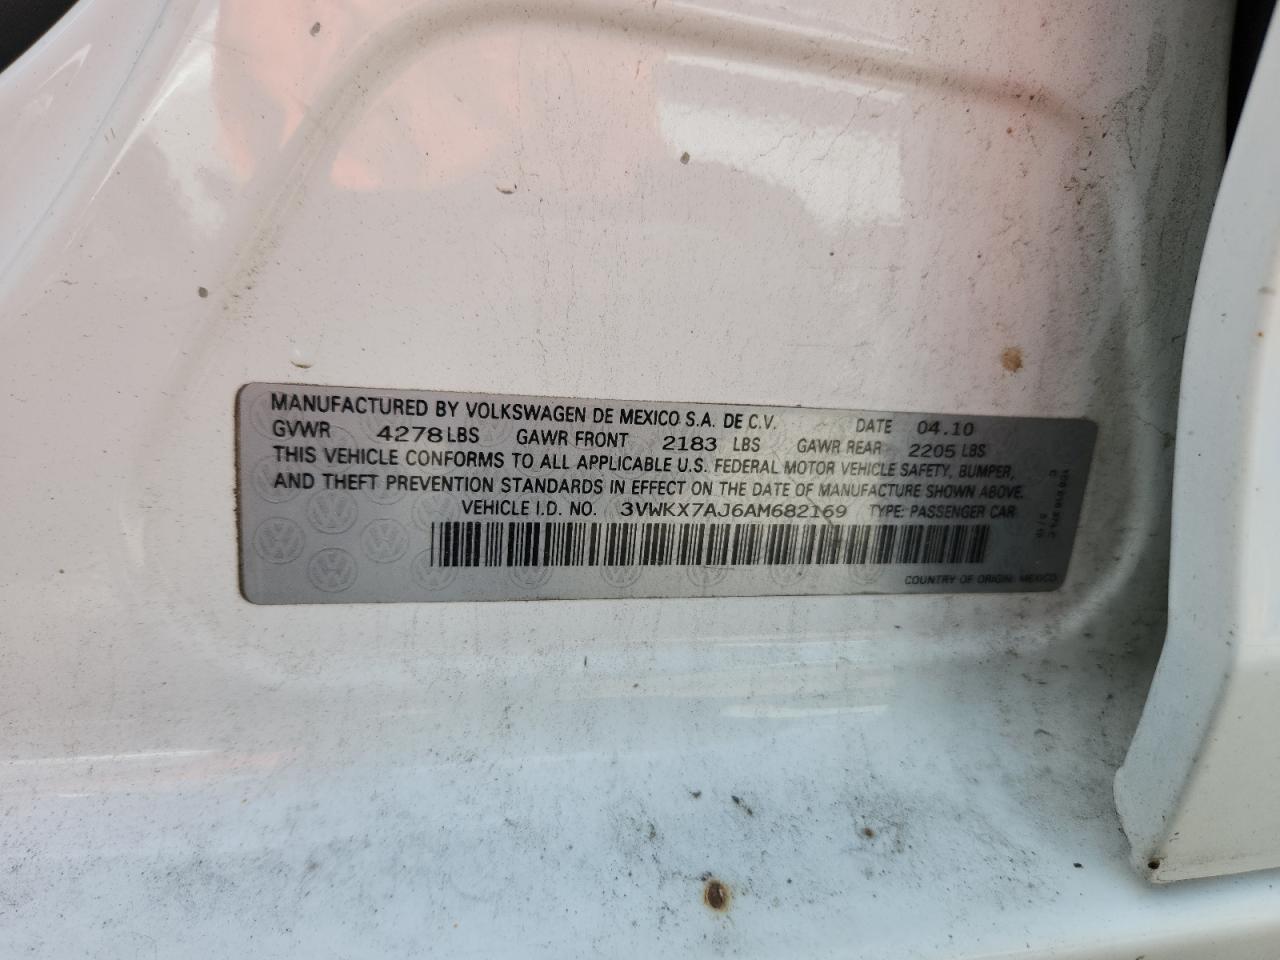 MANUFACTURED BY VOLKSWAGEN DE MEXICO S.A. DE C.V. DATE 04.10
GVWR 4278LBS GAWR FRONT 2183 LBS GAWR REAR 2205 LBS
THIS VEHICLE CONFORMS TO ALL APPLICABLE U.S. FEDERAL MOTOR VEHICLE SAFETY, BUMPER,
AND THEFT PREVENTION STANDARDS IN EFFECT ON THE DATE OF MANUFACTURE SHOWN ABOVE.
VEHICLE I.D. NO. 3VWKX7AJ6AM682169 TYPE: PASSENGER CAR
COUNTRY OF ORIGIN: MEXICO